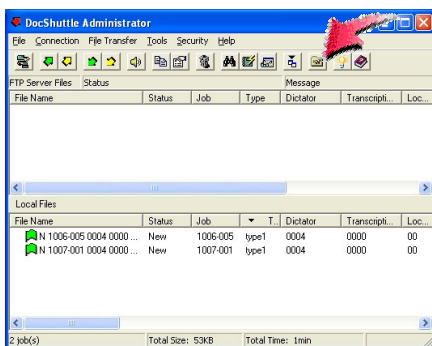 DocShuttle Administrator
File Connection File Transfer Tools Security Help
FTP Server Files Status Message
File Name Status Job Type Dictator Transcripti... Loc...
Local Files
File Name Status Job T... Dictator Transcripti... Loc...
N 1006-005 0004 0000 ... New 1006-005 type1 0004 0000 00
N 1007-001 0004 0000 ... New 1007-001 type1 0004 0000 00
2 job(s) Total Size: 53KB Total Time: 1min